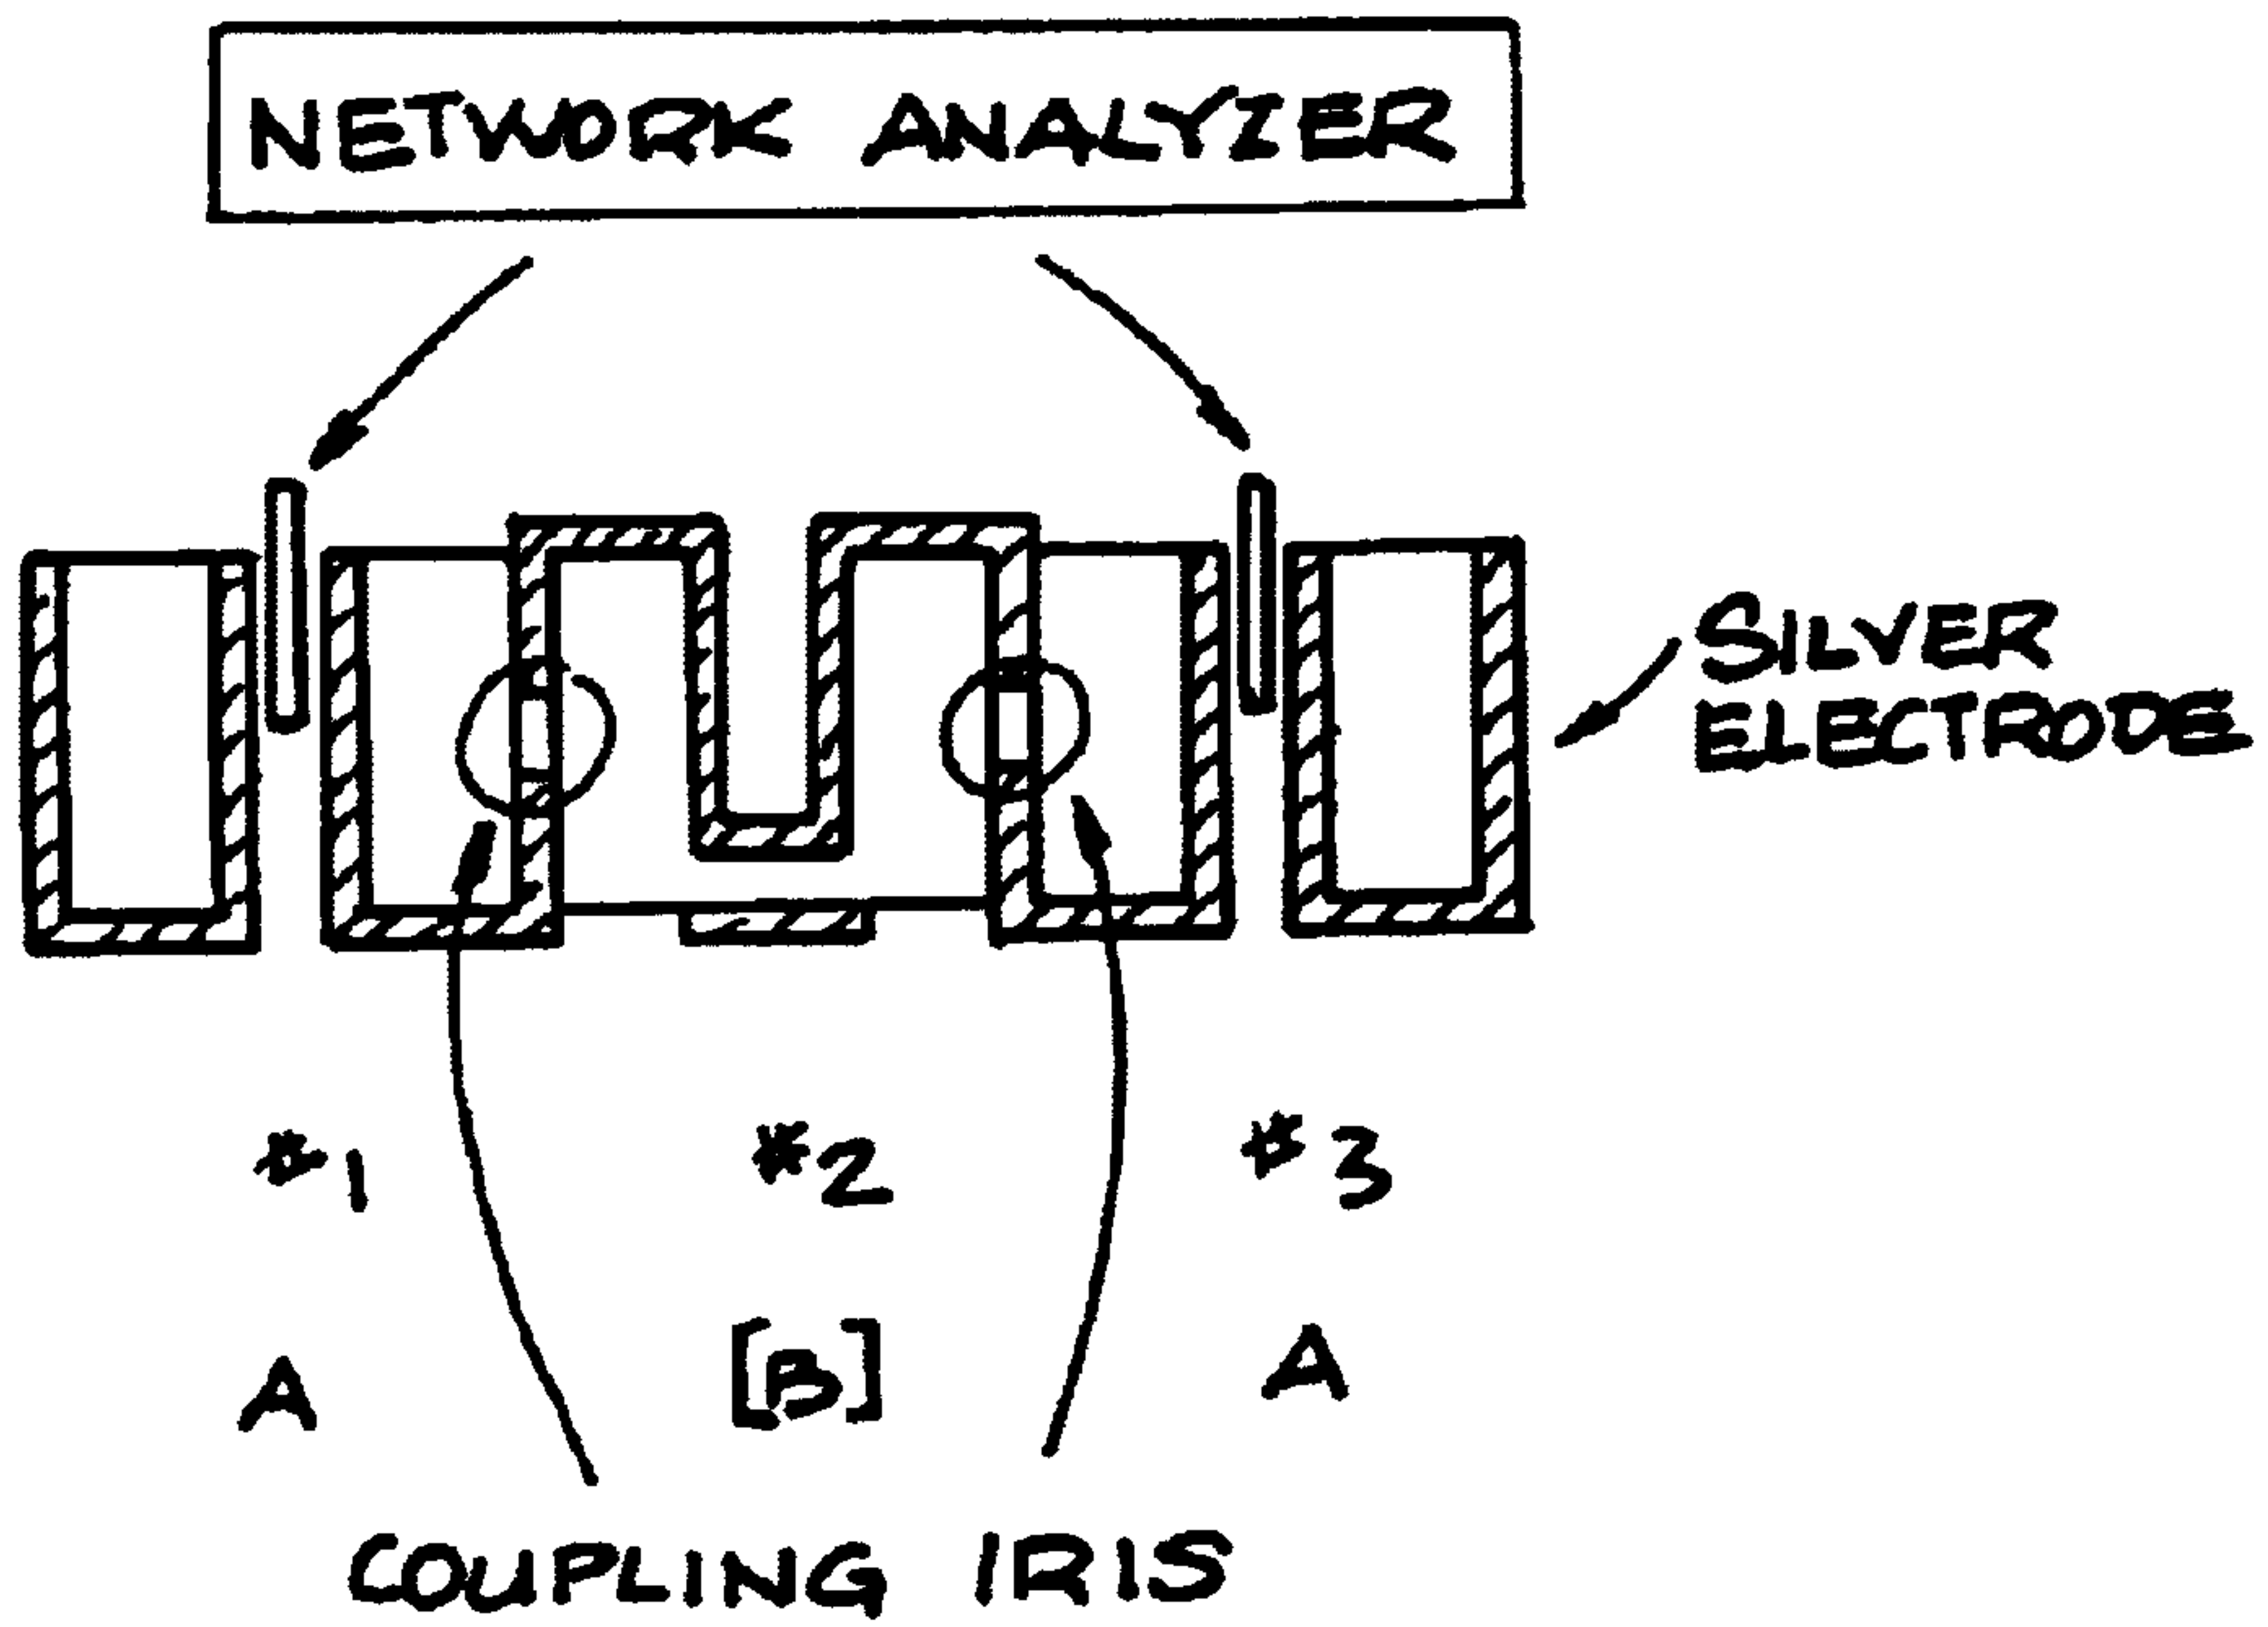 NETWORK ANALYZER
SILVER
ELECTRODE
#1 #2 #3
A [B] A
COUPLING IRIS